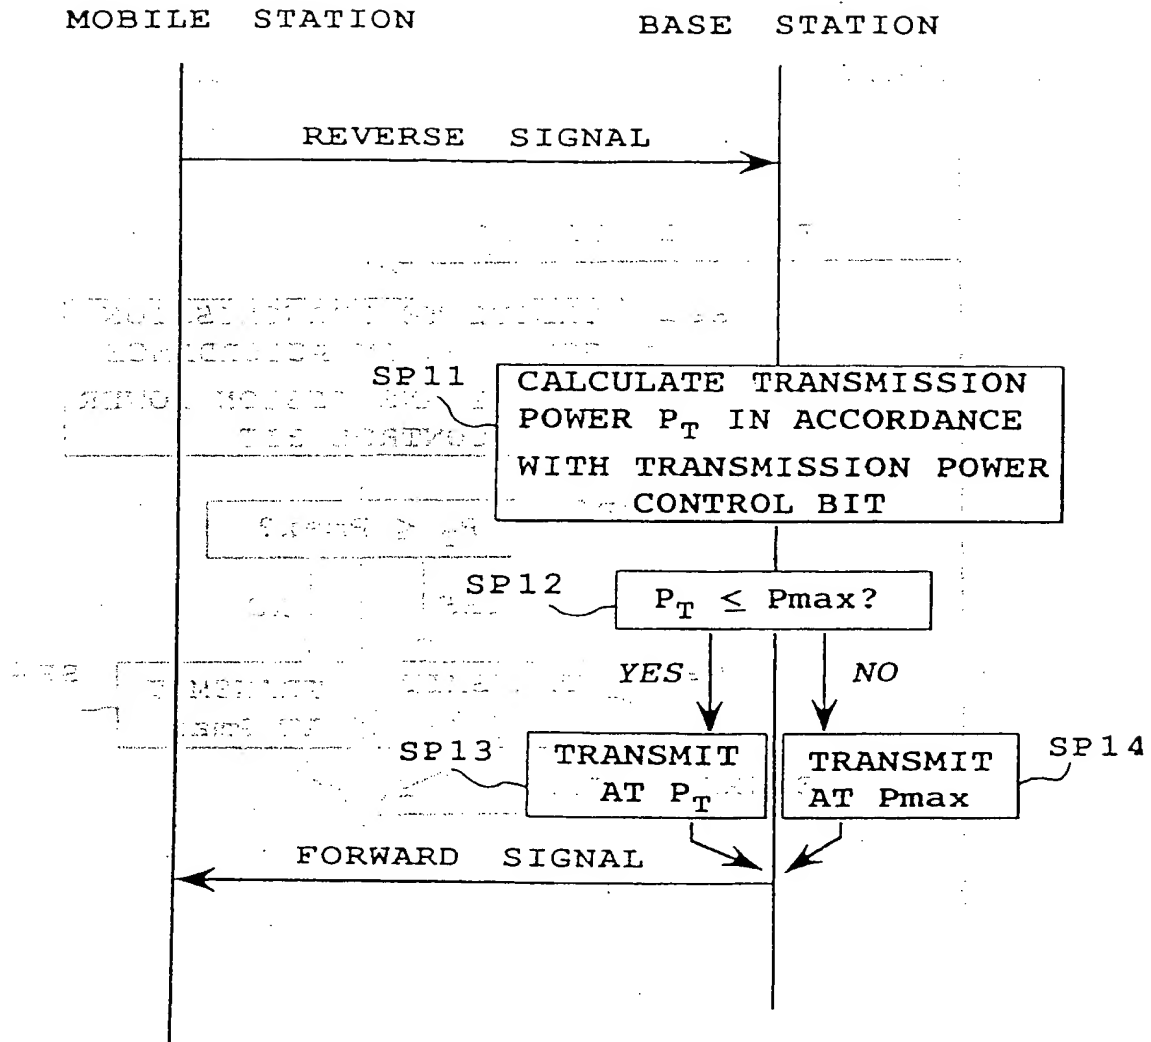 MOBILE STATION
BASE STATION
REVERSE SIGNAL
SP11
CALCULATE TRANSMISSION
POWER P_T IN ACCORDANCE
WITH TRANSMISSION POWER
CONTROL BIT
SP12
P_T ≤ Pmax?
YES
NO
SP13
TRANSMIT
AT P_T
TRANSMIT
AT Pmax
SP14
FORWARD SIGNAL